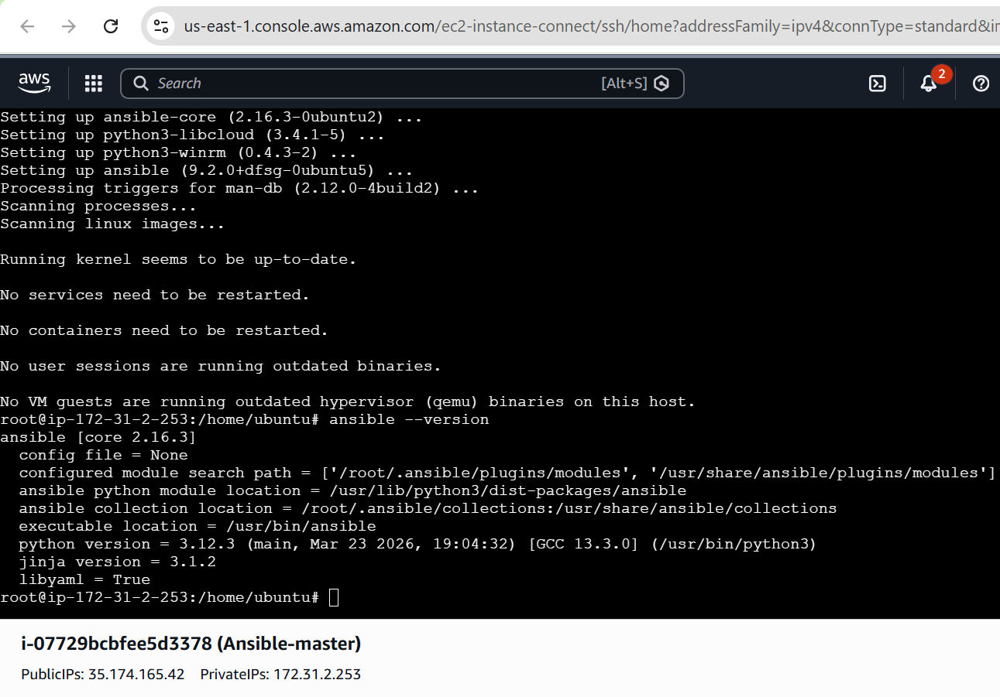 us-east-1.console.aws.amazon.com/ec2-instance-connect/ssh/home?addressFamily=ipv4&connType=standard&i
aws
Search
[Alt+S]
2
Setting up ansible-core (2.16.3-0ubuntu2) ...
Setting up python3-libcloud (3.4.1-5) ...
Setting up python3-winrm (0.4.3-2) ...
Setting up ansible (9.2.0+dfsg-0ubuntu5) ...
Processing triggers for man-db (2.12.0-4build2) ...
Scanning processes...
Scanning linux images...
Running kernel seems to be up-to-date.
No services need to be restarted.
No containers need to be restarted.
No user sessions are running outdated binaries.
No VM guests are running outdated hypervisor (qemu) binaries on this host.
root@ip-172-31-2-253:/home/ubuntu# ansible --version
ansible [core 2.16.3]
  config file = None
  configured module search path = ['/root/.ansible/plugins/modules', '/usr/share/ansible/plugins/modules']
  ansible python module location = /usr/lib/python3/dist-packages/ansible
  ansible collection location = /root/.ansible/collections:/usr/share/ansible/collections
  executable location = /usr/bin/ansible
  python version = 3.12.3 (main, Mar 23 2026, 19:04:32) [GCC 13.3.0] (/usr/bin/python3)
  jinja version = 3.1.2
  libyaml = True
root@ip-172-31-2-253:/home/ubuntu#
i-07729bcbfee5d3378 (Ansible-master)
PublicIPs: 35.174.165.42 PrivateIPs: 172.31.2.253